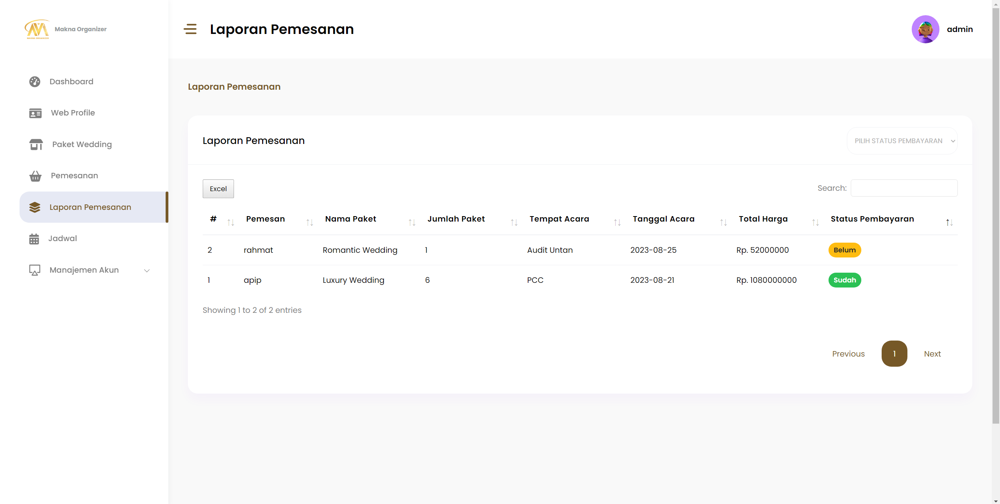 MAKNA ORGANIZER
Makna Organizer
Laporan Pemesanan
admin
Dashboard
Web Profile
Paket Wedding
Pemesanan
Laporan Pemesanan
Jadwal
Manajemen Akun
Laporan Pemesanan
Laporan Pemesanan
PILIH STATUS PEMBAYARAN
Excel
Search:
# Pemesan Nama Paket Jumlah Paket Tempat Acara Tanggal Acara Total Harga Status Pembayaran
2 rahmat Romantic Wedding 1 Audit Untan 2023-08-25 Rp. 52000000 Belum
1 apip Luxury Wedding 6 PCC 2023-08-21 Rp. 1080000000 Sudah
Showing 1 to 2 of 2 entries
Previous 1 Next